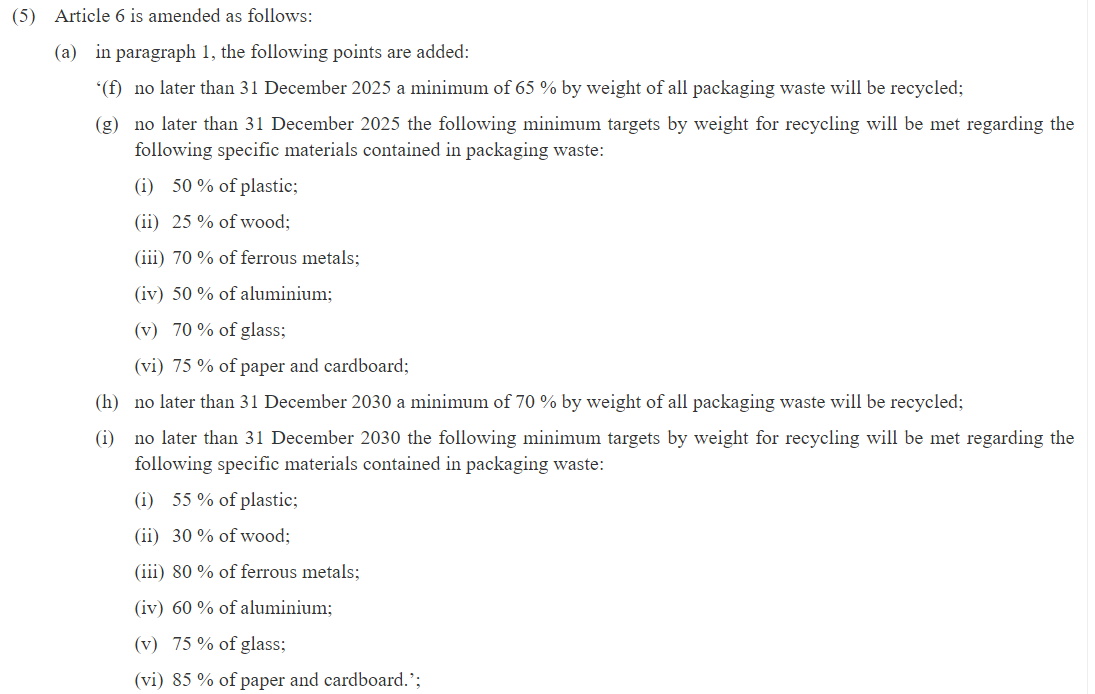 (5) Article 6 is amended as follows:
(a) in paragraph 1, the following points are added:
‘(f) no later than 31 December 2025 a minimum of 65 % by weight of all packaging waste will be recycled;
(g) no later than 31 December 2025 the following minimum targets by weight for recycling will be met regarding the
following specific materials contained in packaging waste:
(i) 50 % of plastic;
(ii) 25 % of wood;
(iii) 70 % of ferrous metals;
(iv) 50 % of aluminium;
(v) 70 % of glass;
(vi) 75 % of paper and cardboard;
(h) no later than 31 December 2030 a minimum of 70 % by weight of all packaging waste will be recycled;
(i) no later than 31 December 2030 the following minimum targets by weight for recycling will be met regarding the
following specific materials contained in packaging waste:
(i) 55 % of plastic;
(ii) 30 % of wood;
(iii) 80 % of ferrous metals;
(iv) 60 % of aluminium;
(v) 75 % of glass;
(vi) 85 % of paper and cardboard.’;